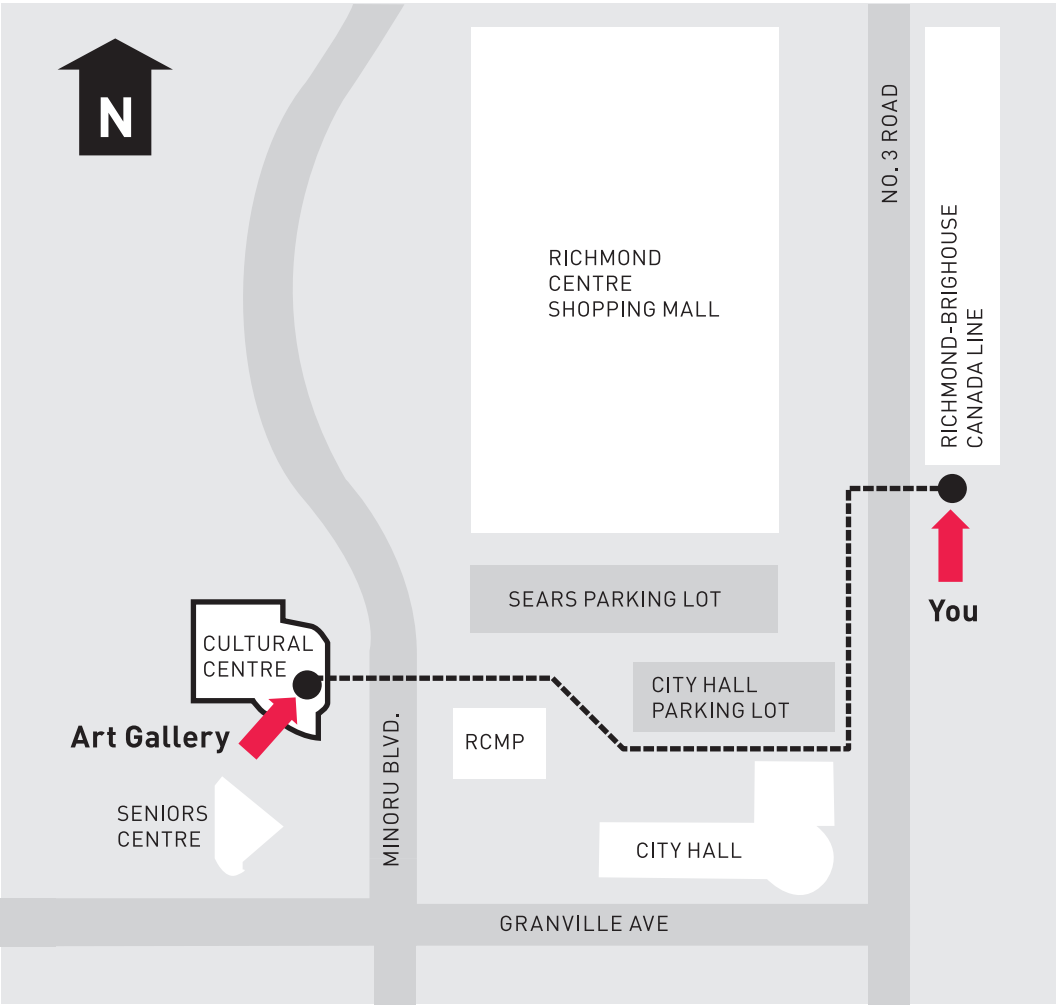 N
NO. 3 ROAD
RICHMOND
CENTRE
SHOPPING MALL
RICHMOND-BRIGHOUSE
CANADA LINE
SEARS PARKING LOT
You
CULTURAL
CENTRE
CITY HALL
PARKING LOT
Art Gallery
RCMP
MINORU BLVD.
SENIORS
CENTRE
CITY HALL
GRANVILLE AVE